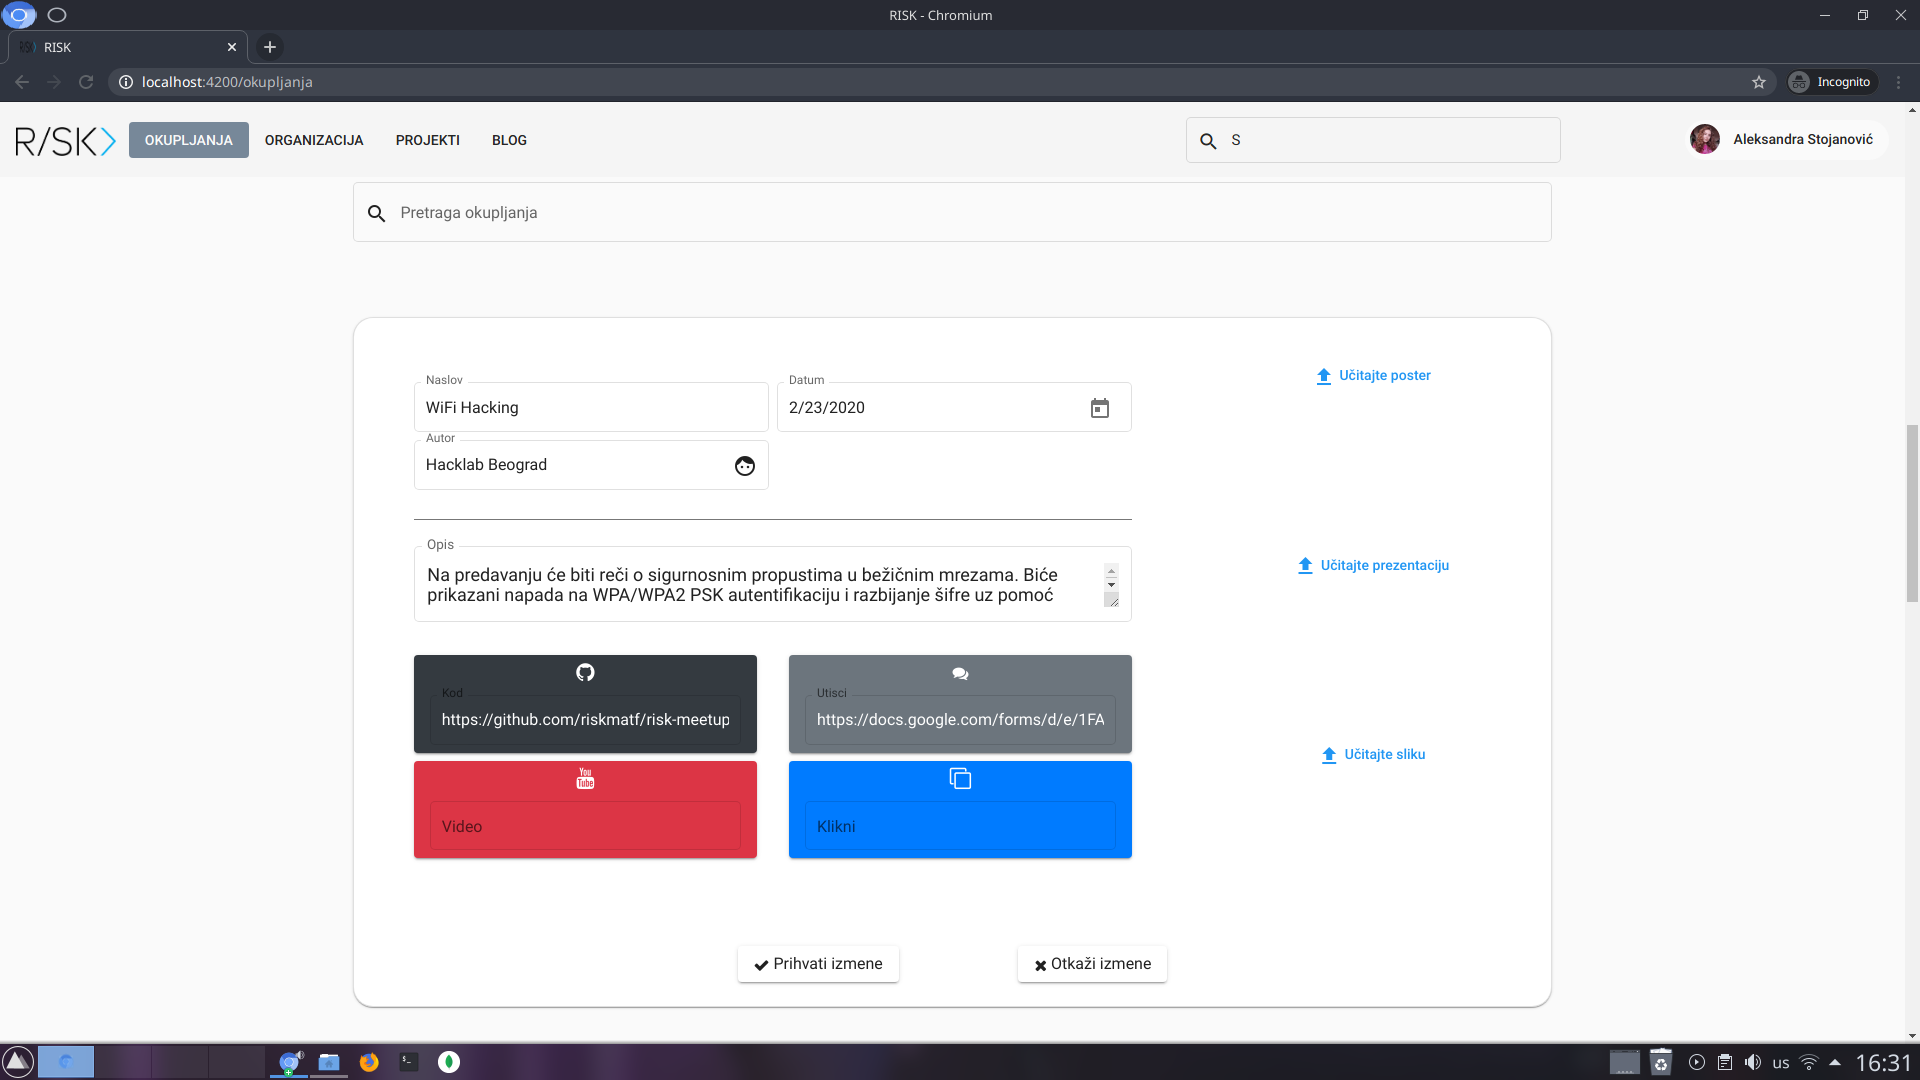 RISK - Chromium
RISK
localhost:4200/okupljanja
Incognito
R/SK
OKUPLJANJA
ORGANIZACIJA
PROJEKTI
BLOG
S
Aleksandra Stojanović
Pretraga okupljanja
Naslov
WiFi Hacking
Datum
2/23/2020
Učitajte poster
Autor
Hacklab Beograd
Opis
Na predavanju će biti reči o sigurnosnim propustima u bežičnim mrezama. Biće
prikazani napada na WPA/WPA2 PSK autentifikaciju i razbijanje šifre uz pomoć
Učitajte prezentaciju
Kod
https://github.com/riskmatf/risk-meetup
Utisci
https://docs.google.com/forms/d/e/1FA
Učitajte sliku
You
Tube
Video
Klikni
Prihvati izmene
Otkaži izmene
us
16:31